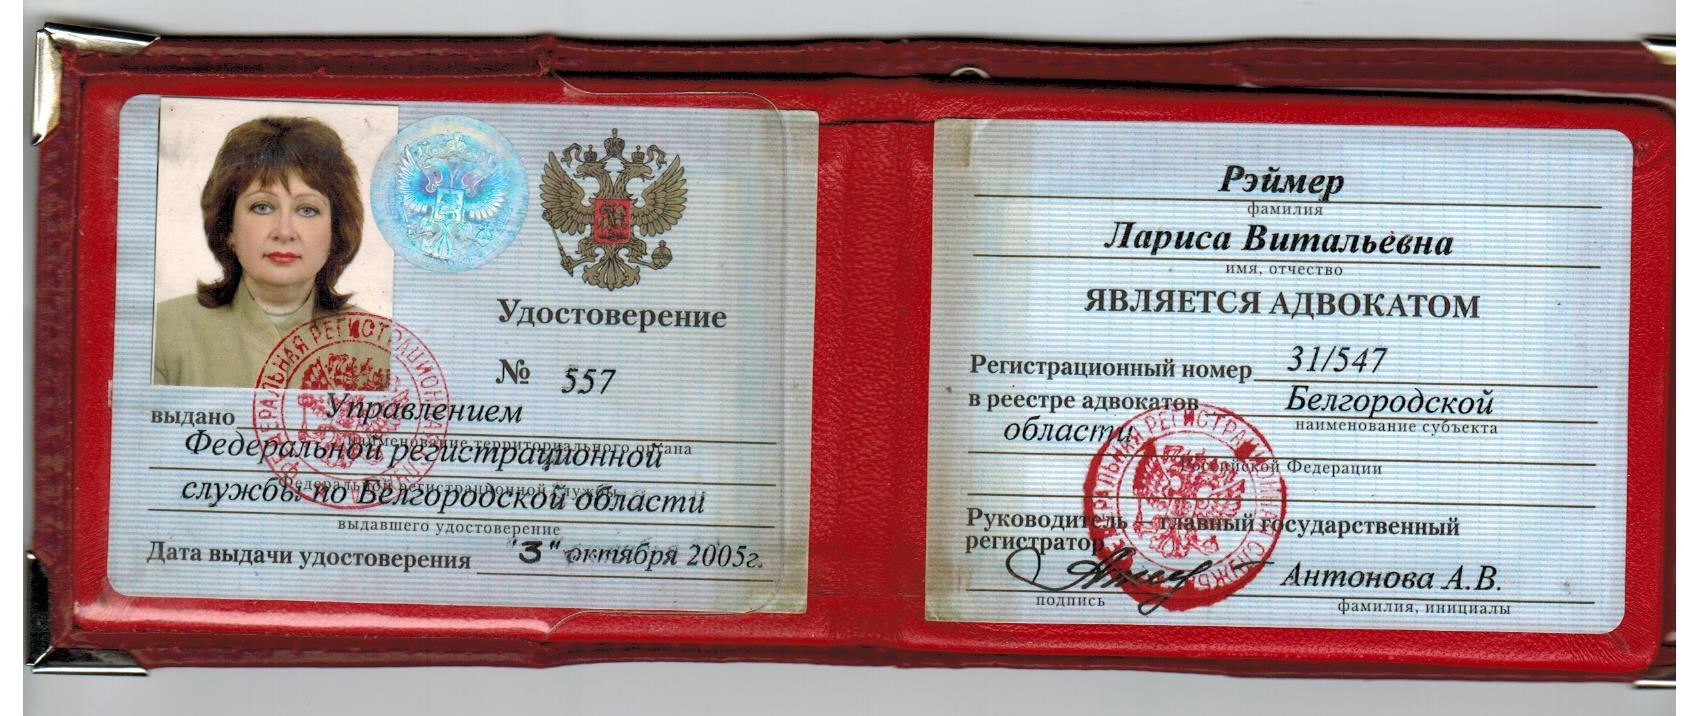 Удостоверение
№ 557
выдано Управлением
наименование территориального органа
Федеральной регистрационной
Федеральной регистрационной службы,
службы по Белгородской области
выдавшего удостоверение
Дата выдачи удостоверения "3" октября 2005г.
Рэймер
фамилия
Лариса Витальевна
имя, отчество
ЯВЛЯЕТСЯ АДВОКАТОМ
Регистрационный номер 31/547
в реестре адвокатов Белгородской
наименование субъекта
области
Российской Федерации
Руководитель – главный государственный
регистратор
Антонова А.В.
подпись
фамилия, инициалы